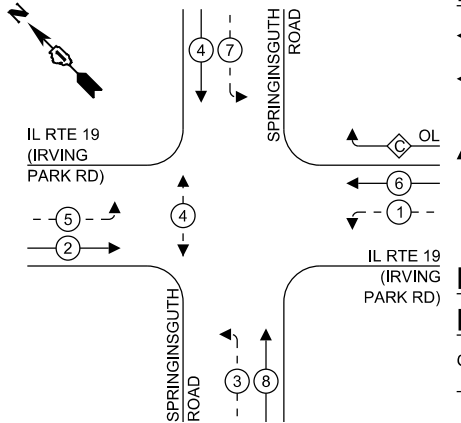 N
4
7
SPRINGINSGUTH
ROAD
IL RTE 19
(IRVING
PARK RD)
C
OL
6
5
4
1
2
IL RTE 19
(IRVING
PARK RD)
SPRINGINSGUTH
ROAD
3
8